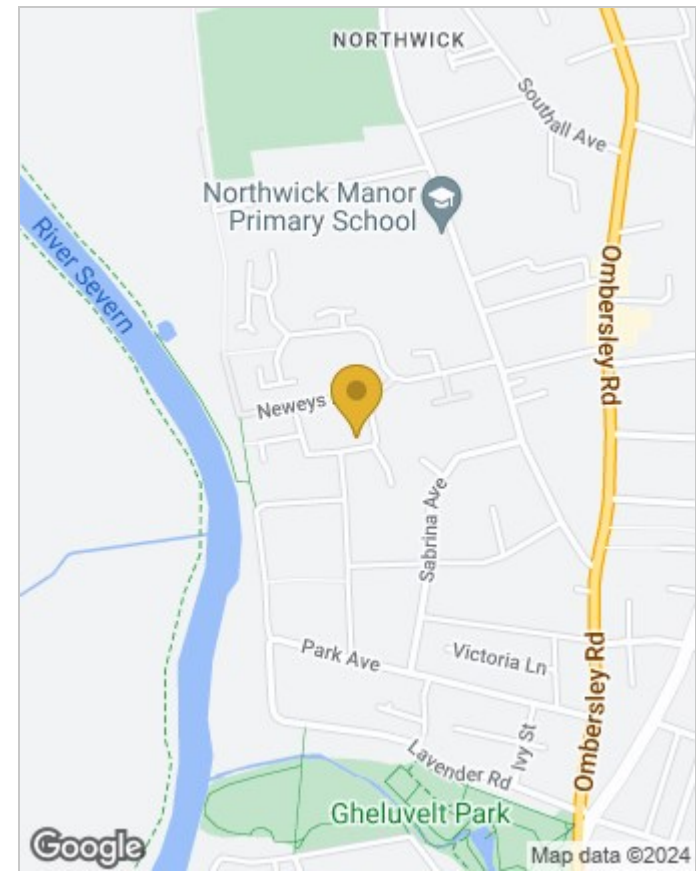 NORTHWICK
Southall Ave
Northwick Manor
Primary School
River Severn
Ombersley Rd
Neweys
Sabrina Ave
Park Ave
Victoria Ln
Ivy St
Ombersley Rd
Lavender Rd
Gheluvelt Park
Google
Map data ©2024